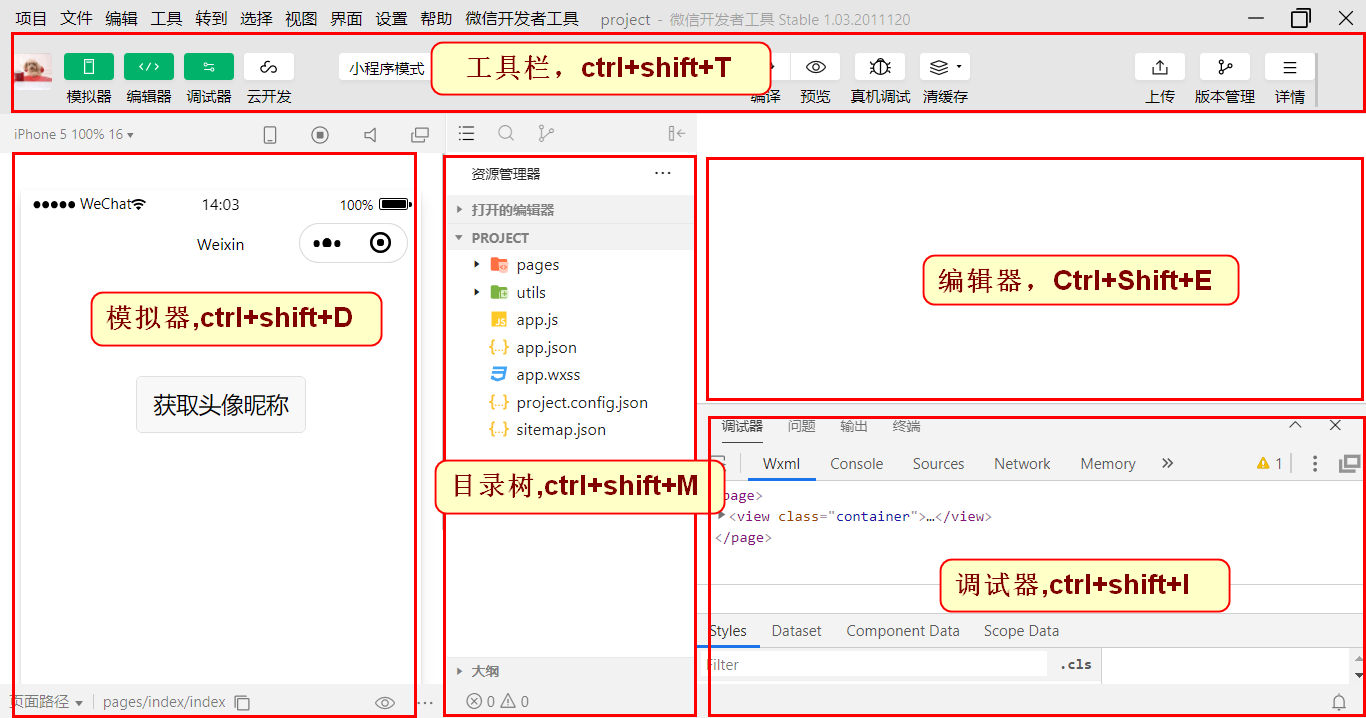 项目 文件 编辑 工具 转到 选择 视图 界面 设置 帮助 微信开发者工具 project - 微信开发者工具 Stable 1.03.2011120
小程序模式
工具栏，ctrl+shift+T
模拟器 编辑器 调试器 云开发 编译 预览 真机调试 清缓存 上传 版本管理 详情
iPhone 5 100% 16
WeChat 14:03 100%
Weixin
模拟器,ctrl+shift+D
获取头像昵称
页面路径 pages/index/index
资源管理器
打开的编辑器
PROJECT
pages
utils
JS app.js
{..} app.json
app.wxss
{..} project.config.json
{..} sitemap.json
目录树,ctrl+shift+M
大纲
0 0
编辑器，Ctrl+Shift+E
调试器 问题 输出 终端
Wxml Console Sources Network Memory 1
page>
<view class="container">…</view>
</page>
调试器,ctrl+shift+I
Styles Dataset Component Data Scope Data
Filter .cls